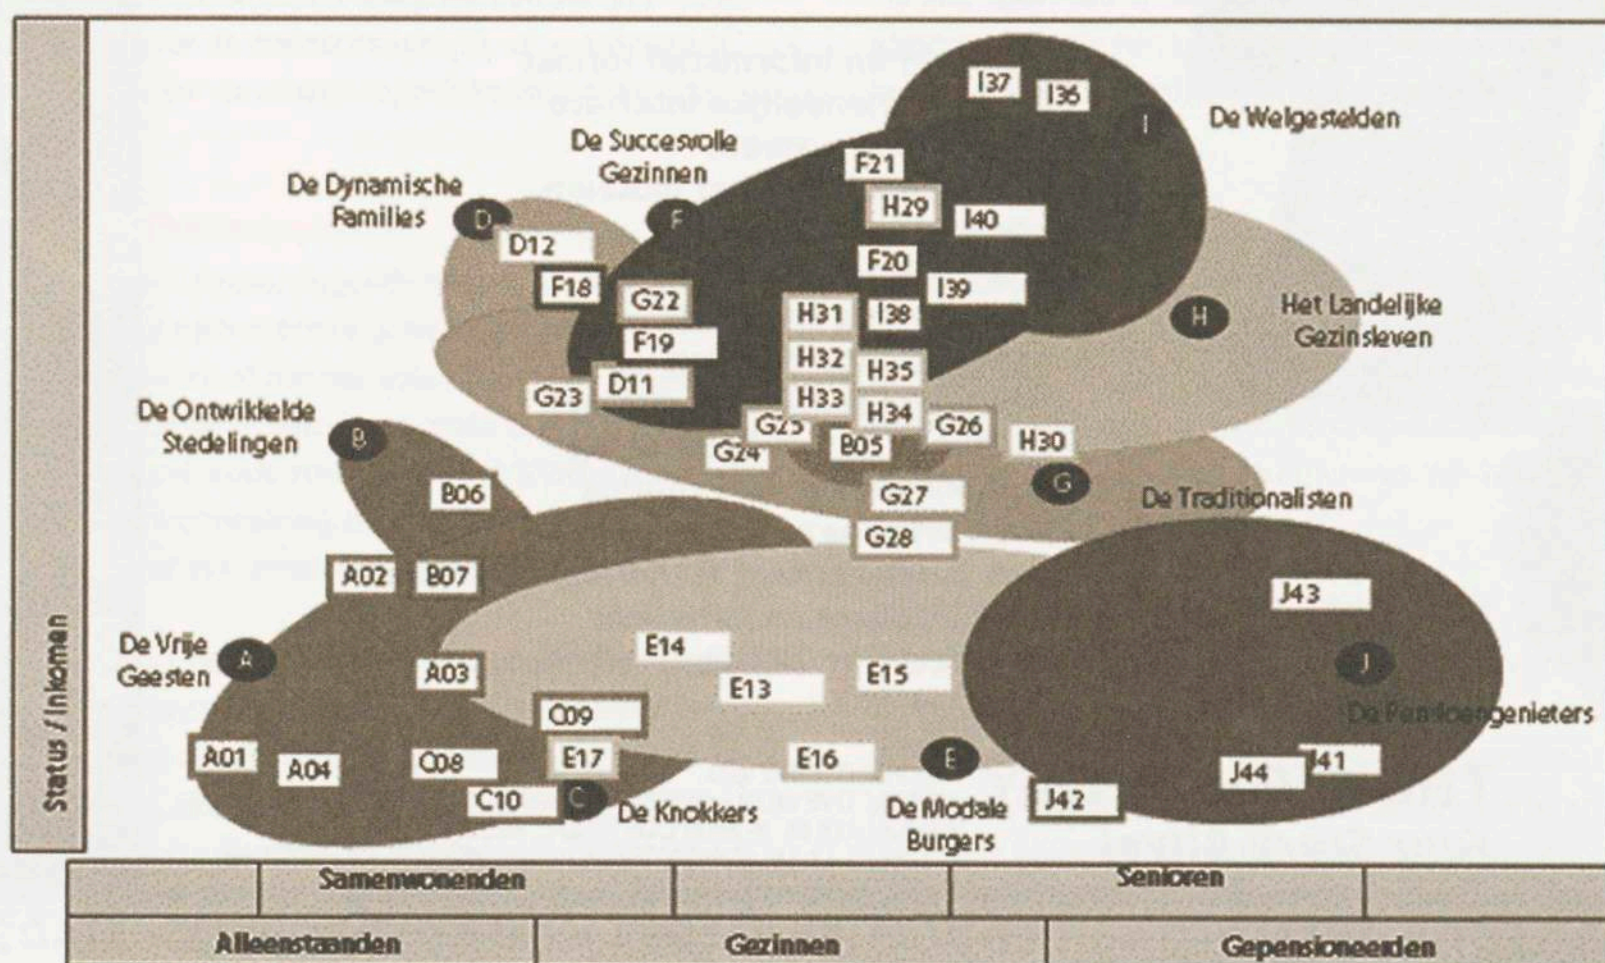 I37
I36
I
De Welgestelden
De Succesvolle
Gezinnen
F21
De Dynamische
Families
H29
D
F
I40
D12
F20
F18
I39
G22
H31
I38
H
Het Landelijke
Gezinsleven
F19
H32
H35
D11
G23
H33
De Ontwikkelde
Stedelingen
B
H34
G25
G26
H30
G24
B05
G
B06
G27
De Traditionalisten
G28
A02
B07
J43
De Vrije
Geesten
A
E14
J
A03
E13
E15
C09
De Pensioengenieters
A01
A04
C08
E17
E16
E
J44
J41
C10
C
De Knokkers
De Modale
Burgers
J42
Status / Inkomen
Samenwonenden
Senioren
Alleenstaanden
Gezinnen
Gepensioneerden